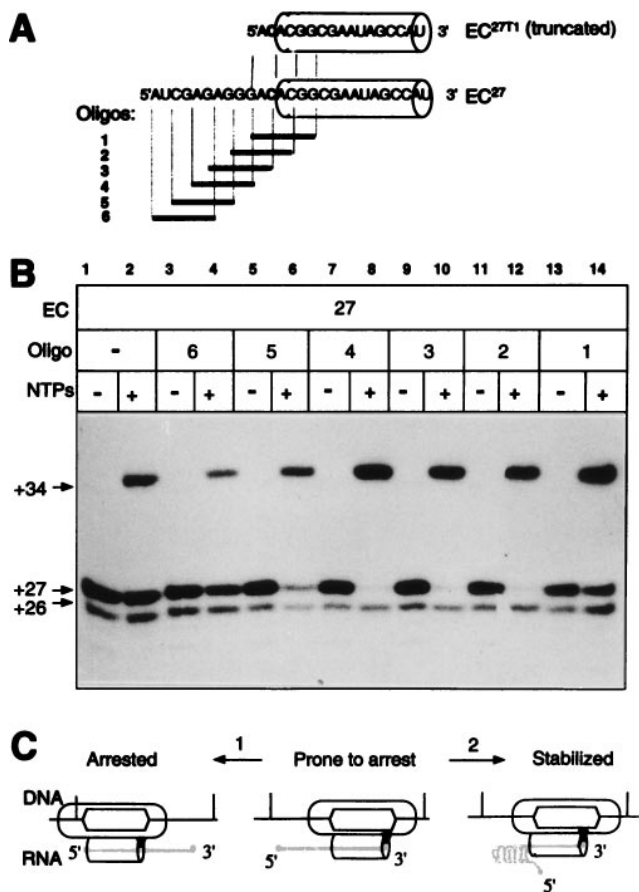 A
5'ACACGGCGAAUAGCCAU 3' EC27T1 (truncated)
5'AUCGAGAGGGACACGGCGAAUAGCCAU 3' EC27
Oligos:
1
2
3
4
5
6
B
1 2 3 4 5 6 7 8 9 10 11 12 13 14
EC 27
Oligo - 6 5 4 3 2 1
NTPs - + - + - + - + - + - + - +
+34
+27
+26
C
Arrested 1 Prone to arrest 2 Stabilized
DNA
RNA 5' 3' 5' 3' 3'
5'